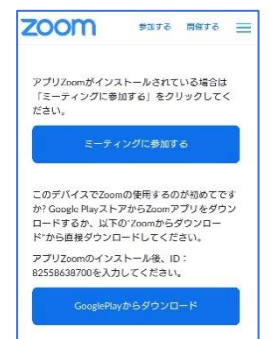 zoom 参加する 開催する
アプリZoomがインストールされている場合は
「ミーティングに参加する」をクリックしてく
ださい。
ミーティングに参加する
このデバイスでZoomの使用するのが初めてです
か? Google PlayストアからZoomアプリをダウン
ロードするか、以下の"Zoomからダウンロー
ド"から直接ダウンロードしてください。
アプリZoomのインストール後、ID：
82558638700を入力してください。
GooglePlayからダウンロード